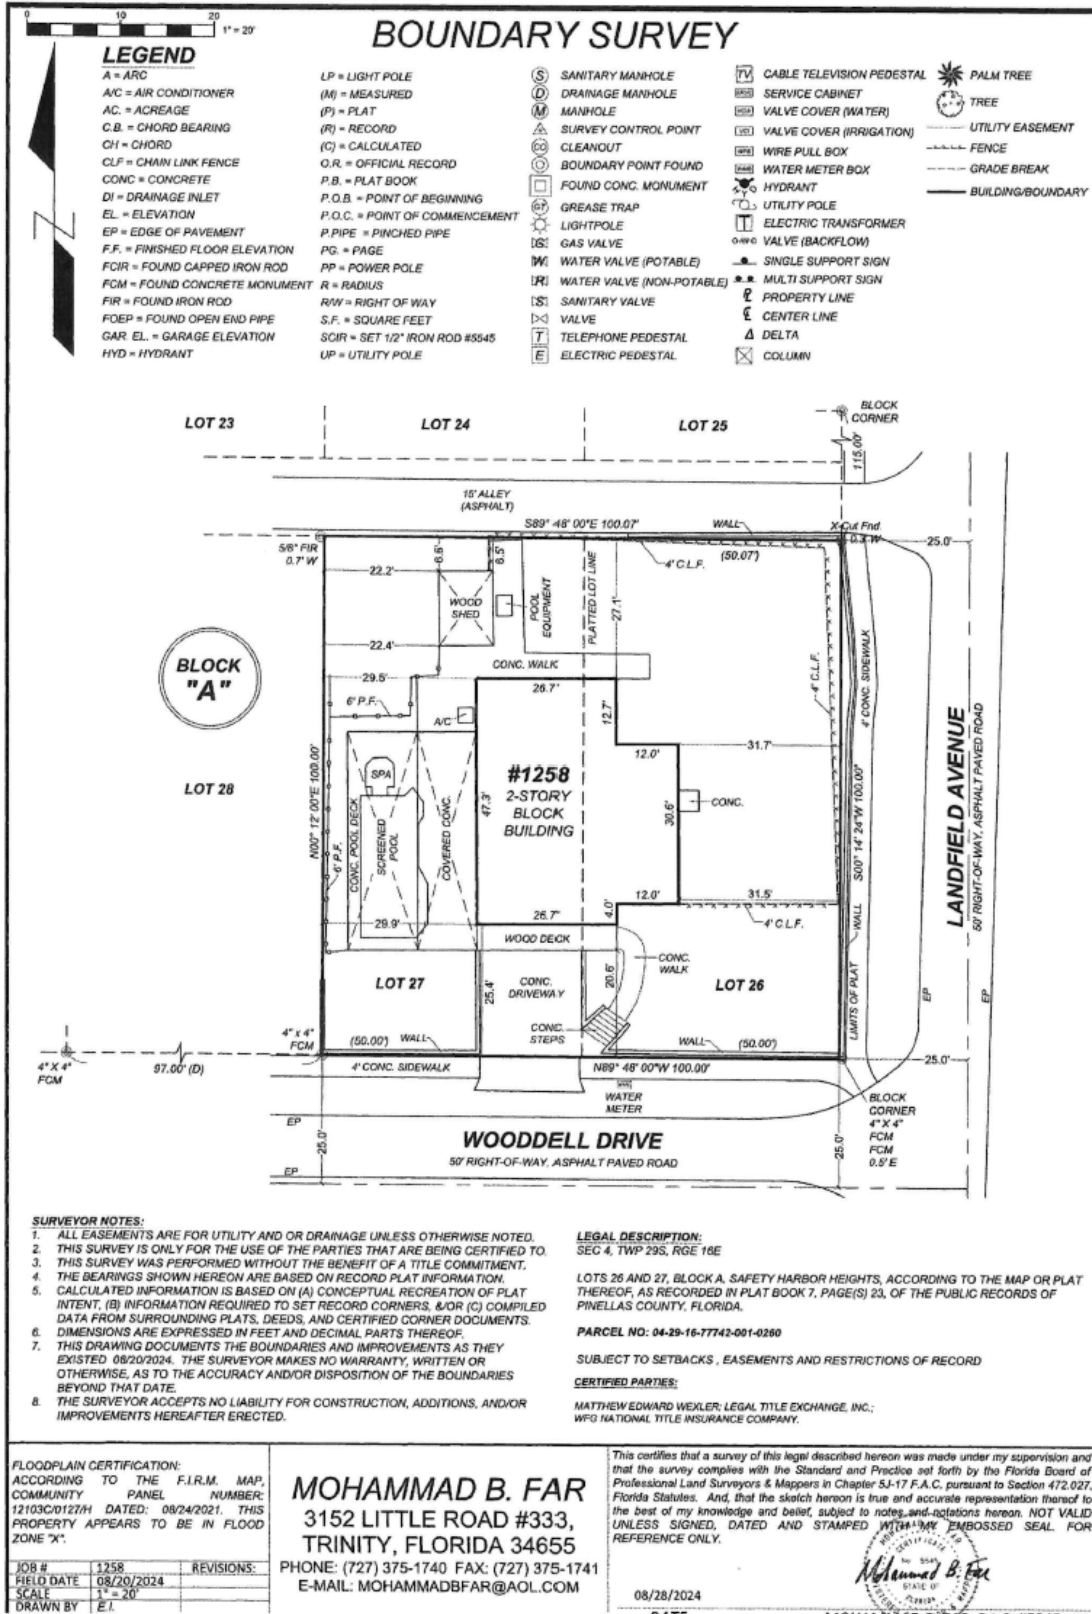 0 10 20
1" = 20'
BOUNDARY SURVEY
LEGEND
A = ARC
A/C = AIR CONDITIONER
AC. = ACREAGE
C.B. = CHORD BEARING
CH = CHORD
CLF = CHAIN LINK FENCE
CONC = CONCRETE
DI = DRAINAGE INLET
EL. = ELEVATION
EP = EDGE OF PAVEMENT
F.F. = FINISHED FLOOR ELEVATION
FCIR = FOUND CAPPED IRON ROD
FCM = FOUND CONCRETE MONUMENT
FIR = FOUND IRON ROD
FOEP = FOUND OPEN END PIPE
GAR. EL. = GARAGE ELEVATION
HYD = HYDRANT
LP = LIGHT POLE
(M) = MEASURED
(P) = PLAT
(R) = RECORD
(C) = CALCULATED
O.R. = OFFICIAL RECORD
P.B. = PLAT BOOK
P.O.B. = POINT OF BEGINNING
P.O.C. = POINT OF COMMENCEMENT
P.PIPE = PINCHED PIPE
PG. = PAGE
PP = POWER POLE
R = RADIUS
R/W = RIGHT OF WAY
S.F. = SQUARE FEET
SCIR = SET 1/2" IRON ROD #5545
UP = UTILITY POLE
S SANITARY MANHOLE
D DRAINAGE MANHOLE
M MANHOLE
SURVEY CONTROL POINT
CO CLEANOUT
BOUNDARY POINT FOUND
FOUND CONC. MONUMENT
GT GREASE TRAP
LIGHTPOLE
G GAS VALVE
W WATER VALVE (POTABLE)
R WATER VALVE (NON-POTABLE)
S SANITARY VALVE
VALVE
T TELEPHONE PEDESTAL
E ELECTRIC PEDESTAL
TV CABLE TELEVISION PEDESTAL
SERVICE CABINET
VALVE COVER (WATER)
VALVE COVER (IRRIGATION)
WIRE PULL BOX
WATER METER BOX
HYDRANT
UTILITY POLE
T ELECTRIC TRANSFORMER
VALVE (BACKFLOW)
SINGLE SUPPORT SIGN
MULTI SUPPORT SIGN
PROPERTY LINE
CENTER LINE
Δ DELTA
COLUMN
PALM TREE
TREE
UTILITY EASEMENT
FENCE
GRADE BREAK
BUILDING/BOUNDARY
LOT 23
LOT 24
LOT 25
BLOCK
CORNER
115.00'
15' ALLEY
(ASPHALT)
S89° 48' 00"E 100.07'
WALL
X-Cut Fnd.
0.3' W
25.0'
5/8" FIR
0.7' W
22.2'
6.6'
6.5'
4' C.L.F.
(50.07')
WOOD
SHED
POOL
EQUIPMENT
PLATTED LOT LINE
27.1'
22.4'
CONC. WALK
29.5'
26.7'
6' P.F.
A/C
12.7'
12.0'
31.7'
4' C.L.F.
4' CONC. SIDEWALK
BLOCK
"A"
LOT 28
N00° 12' 00"E 100.00'
SPA
CONC. POOL DECK
SCREENED
POOL
COVERED CONC.
47.3'
#1258
2-STORY
BLOCK
BUILDING
30.6'
CONC.
S00° 14' 24"W 100.00'
LANDFIELD AVENUE
50' RIGHT-OF-WAY, ASPHALT PAVED ROAD
6' P.F.
29.9'
26.7'
4.0'
12.0'
31.5'
4' C.L.F.
WOOD DECK
LOT 27
25.4'
CONC.
DRIVEWAY
20.6'
CONC.
WALK
LOT 26
LIMITS OF PLAT
WALL
EP
EP
4" x 4"
FCM
(50.00')
WALL
CONC.
STEPS
WALL
(50.00')
4" X 4"
FCM
97.00' (D)
4' CONC. SIDEWALK
N89° 48' 00"W 100.00'
25.0'
WATER
METER
BLOCK
CORNER
4" X 4"
FCM
FCM
0.5' E
EP
25.0'
WOODDELL DRIVE
50' RIGHT-OF-WAY, ASPHALT PAVED ROAD
25.0'
EP
SURVEYOR NOTES:
1. ALL EASEMENTS ARE FOR UTILITY AND OR DRAINAGE UNLESS OTHERWISE NOTED.
2. THIS SURVEY IS ONLY FOR THE USE OF THE PARTIES THAT ARE BEING CERTIFIED TO.
3. THIS SURVEY WAS PERFORMED WITHOUT THE BENEFIT OF A TITLE COMMITMENT.
4. THE BEARINGS SHOWN HEREON ARE BASED ON RECORD PLAT INFORMATION.
5. CALCULATED INFORMATION IS BASED ON (A) CONCEPTUAL RECREATION OF PLAT
INTENT, (B) INFORMATION REQUIRED TO SET RECORD CORNERS, &/OR (C) COMPILED
DATA FROM SURROUNDING PLATS, DEEDS, AND CERTIFIED CORNER DOCUMENTS.
6. DIMENSIONS ARE EXPRESSED IN FEET AND DECIMAL PARTS THEREOF.
7. THIS DRAWING DOCUMENTS THE BOUNDARIES AND IMPROVEMENTS AS THEY
EXISTED 08/20/2024. THE SURVEYOR MAKES NO WARRANTY, WRITTEN OR
OTHERWISE, AS TO THE ACCURACY AND/OR DISPOSITION OF THE BOUNDARIES
BEYOND THAT DATE.
8. THE SURVEYOR ACCEPTS NO LIABILITY FOR CONSTRUCTION, ADDITIONS, AND/OR
IMPROVEMENTS HEREAFTER ERECTED.
LEGAL DESCRIPTION:
SEC 4, TWP 29S, RGE 16E
LOTS 26 AND 27, BLOCK A, SAFETY HARBOR HEIGHTS, ACCORDING TO THE MAP OR PLAT
THEREOF, AS RECORDED IN PLAT BOOK 7, PAGE(S) 23, OF THE PUBLIC RECORDS OF
PINELLAS COUNTY, FLORIDA.
PARCEL NO: 04-29-16-77742-001-0260
SUBJECT TO SETBACKS , EASEMENTS AND RESTRICTIONS OF RECORD
CERTIFIED PARTIES:
MATTHEW EDWARD WEXLER; LEGAL TITLE EXCHANGE, INC.;
WFG NATIONAL TITLE INSURANCE COMPANY.
FLOODPLAIN CERTIFICATION:
ACCORDING TO THE F.I.R.M. MAP,
COMMUNITY PANEL NUMBER:
12103C/0127/H DATED: 08/24/2021. THIS
PROPERTY APPEARS TO BE IN FLOOD
ZONE "X".
JOB # 1258 REVISIONS:
FIELD DATE 08/20/2024
SCALE 1" = 20'
DRAWN BY E.I.
MOHAMMAD B. FAR
3152 LITTLE ROAD #333,
TRINITY, FLORIDA 34655
PHONE: (727) 375-1740 FAX: (727) 375-1741
E-MAIL: MOHAMMADBFAR@AOL.COM
This certifies that a survey of this legal described hereon was made under my supervision and
that the survey complies with the Standard and Practice set forth by the Florida Board of
Professional Land Surveyors & Mappers in Chapter 5J-17 F.A.C. pursuant to Section 472.027,
Florida Statutes. And, that the sketch hereon is true and accurate representation thereof to
the best of my knowledge and belief, subject to notes and notations hereon. NOT VALID
UNLESS SIGNED, DATED AND STAMPED WITH MY EMBOSSED SEAL. FOR
REFERENCE ONLY.
Mohammad B. Far
08/28/2024